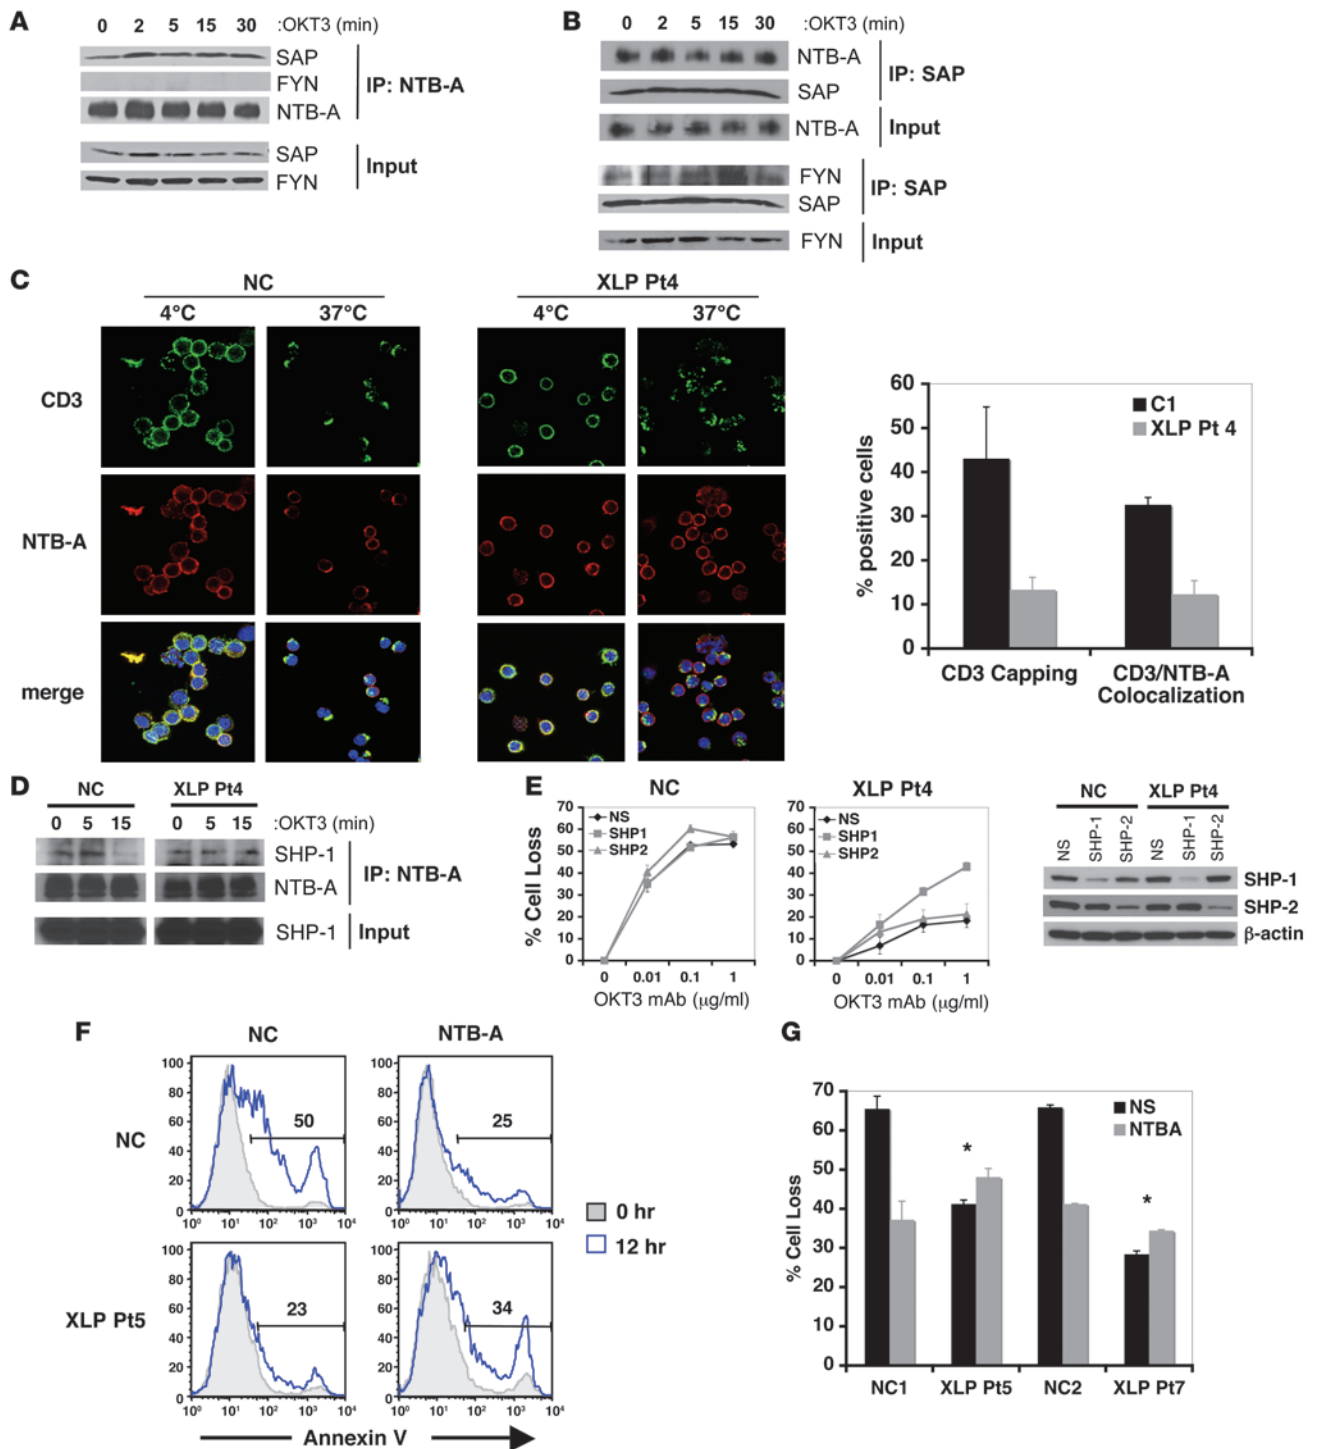 A
0 2 5 15 30 :OKT3 (min)
SAP
FYN
NTB-A
IP: NTB-A
SAP
FYN
Input
B
0 2 5 15 30 :OKT3 (min)
NTB-A
SAP
IP: SAP
NTB-A
Input
FYN
SAP
IP: SAP
FYN
Input
C
NC
XLP Pt4
4°C 37°C 4°C 37°C
CD3
NTB-A
merge
60
50
40
30
20
10
0
% positive cells
C1
XLP Pt 4
CD3 Capping
CD3/NTB-A
Colocalization
D
NC XLP Pt4
0 5 15 0 5 15 :OKT3 (min)
SHP-1
NTB-A
IP: NTB-A
SHP-1
Input
E
NC
70
60
50
40
30
20
10
0
% Cell Loss
NS
SHP1
SHP2
0 0.01 0.1 1
OKT3 mAb (μg/ml)
XLP Pt4
70
60
50
40
30
20
10
0
NS
SHP1
SHP2
0 0.01 0.1 1
OKT3 mAb (μg/ml)
NC XLP Pt4
NS SHP-1 SHP-2 NS SHP-1 SHP-2
SHP-1
SHP-2
β-actin
F
NC NTB-A
NC
100
80
60
40
20
0
50
10⁰ 10¹ 10² 10³ 10⁴
100
80
60
40
20
0
25
10⁰ 10¹ 10² 10³ 10⁴
0 hr
12 hr
XLP Pt5
100
80
60
40
20
0
23
10⁰ 10¹ 10² 10³ 10⁴
100
80
60
40
20
0
34
10⁰ 10¹ 10² 10³ 10⁴
Annexin V
G
70
60
50
40
30
20
10
0
% Cell Loss
NS
NTBA
*
*
NC1 XLP Pt5 NC2 XLP Pt7